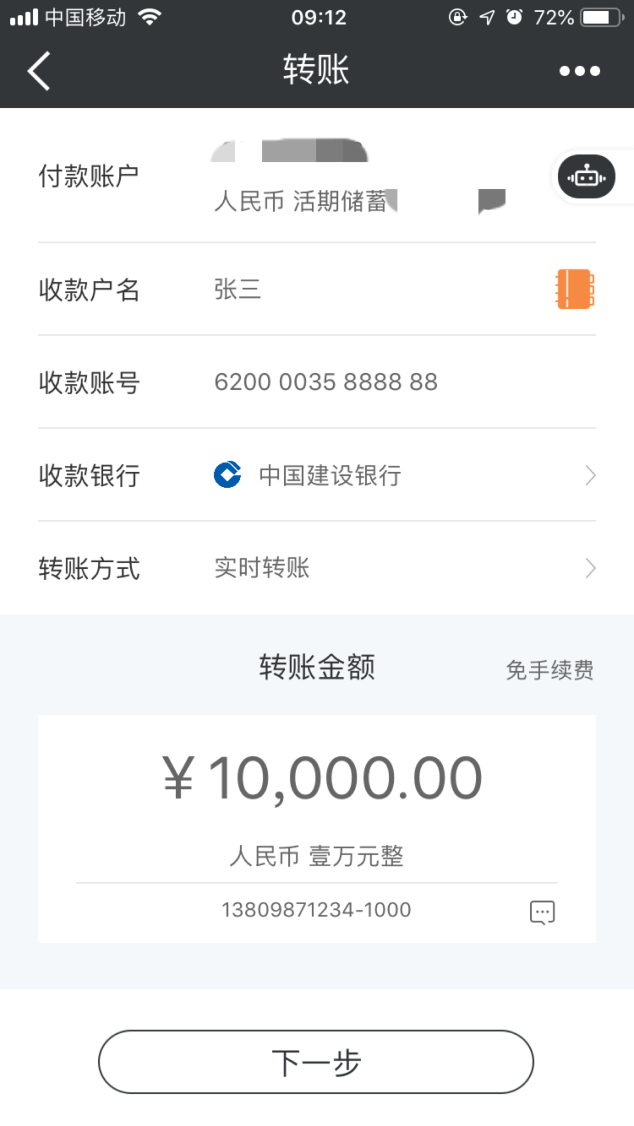 中国移动 09:12 72%
转账
付款账户
人民币 活期储蓄
收款户名 张三
收款账号 6200 0035 8888 88
收款银行 中国建设银行
转账方式 实时转账
转账金额 免手续费
¥ 10,000.00
人民币 壹万元整
13809871234-1000
下一步